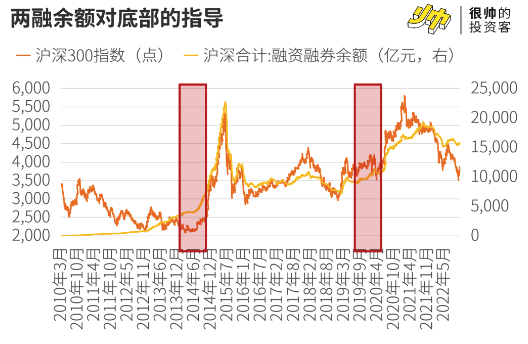 两融余额对底部的指导
很帅的
投资客
沪深300指数（点）
沪深合计:融资融券余额（亿元，右）
6,000
5,500
5,000
4,500
4,000
3,500
3,000
2,500
2,000
25,000
20,000
15,000
10,000
5,000
0
2010年3月
2010年10月
2011年4月
2011年11月
2012年5月
2012年11月
2013年6月
2013年12月
2014年6月
2014年12月
2015年7月
2016年1月
2016年7月
2017年2月
2017年8月
2018年2月
2018年9月
2019年3月
2019年9月
2020年4月
2020年10月
2021年4月
2021年11月
2022年5月